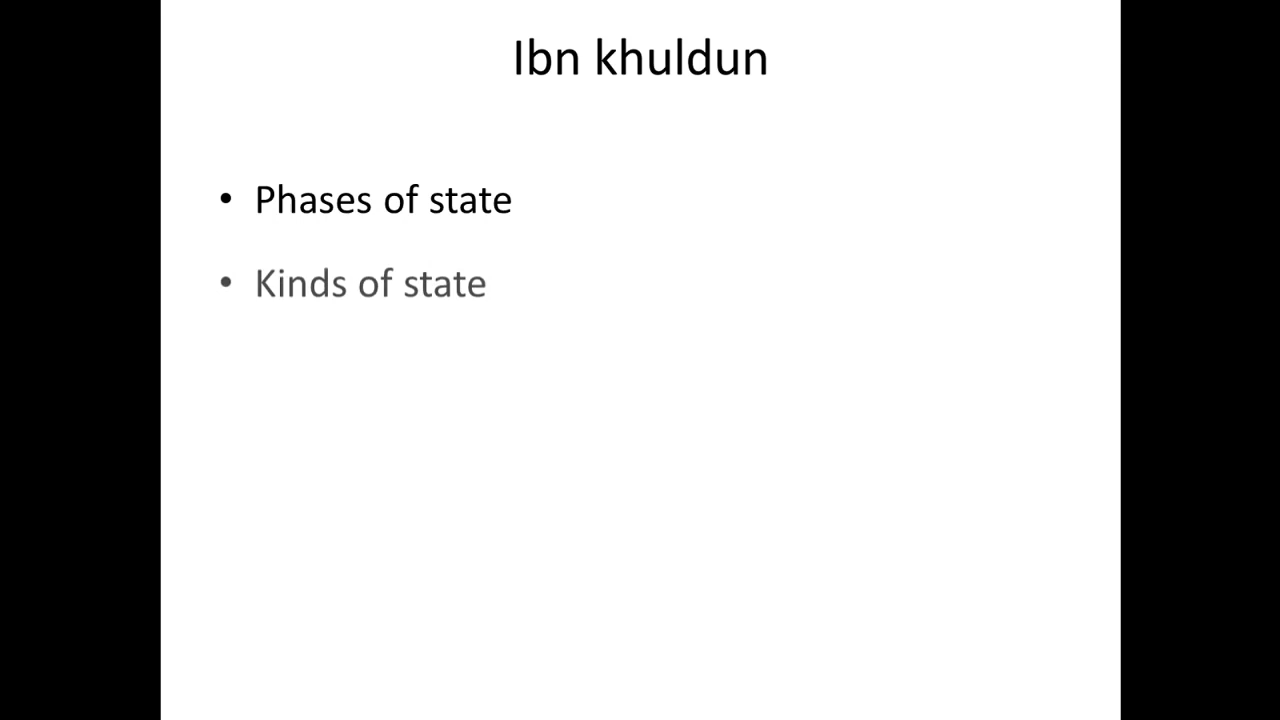 Ibn khuldun
• Phases of state
• Kinds of state